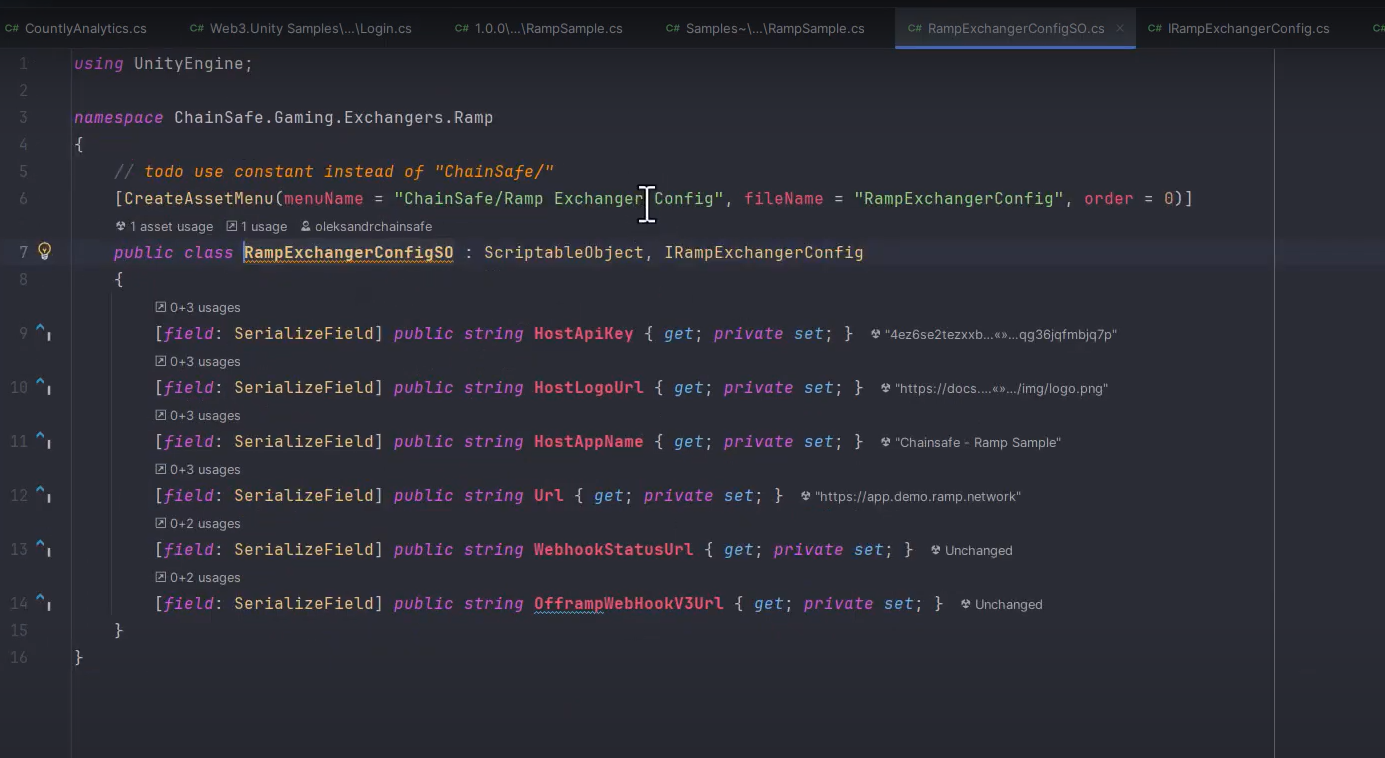 C# CountlyAnalytics.cs C# Web3.Unity Samples\...\Login.cs C# 1.0.0\...\RampSample.cs C# Samples~\...\RampSample.cs C# RampExchangerConfigSO.cs × C# IRampExchangerConfig.cs C#
1 using UnityEngine;
2
3 namespace ChainSafe.Gaming.Exchangers.Ramp
4 {
5 // todo use constant instead of "ChainSafe/"
6 [CreateAssetMenu(menuName = "ChainSafe/Ramp Exchanger Config", fileName = "RampExchangerConfig", order = 0)]
1 asset usage 1 usage oleksandrchainsafe
7 public class RampExchangerConfigSO : ScriptableObject, IRampExchangerConfig
8 {
0+3 usages
9 [field: SerializeField] public string HostApiKey { get; private set; } "4ez6se2tezxxb...«»...qg36jqfmbjq7p"
0+3 usages
10 [field: SerializeField] public string HostLogoUrl { get; private set; } "https://docs....«».../img/logo.png"
0+3 usages
11 [field: SerializeField] public string HostAppName { get; private set; } "Chainsafe - Ramp Sample"
0+3 usages
12 [field: SerializeField] public string Url { get; private set; } "https://app.demo.ramp.network"
0+2 usages
13 [field: SerializeField] public string WebhookStatusUrl { get; private set; } Unchanged
0+2 usages
14 [field: SerializeField] public string OfframpWebHookV3Url { get; private set; } Unchanged
15 }
16 }